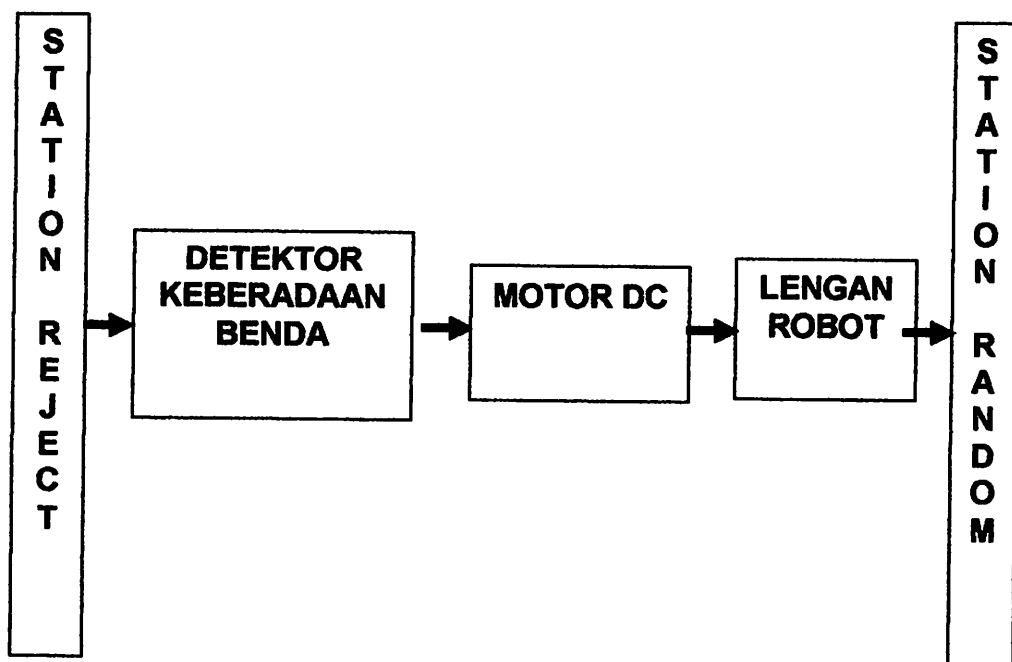 STATION REJECT
DETEKTOR
KEBERADAAN
BENDA
MOTOR DC
LENGAN
ROBOT
STATION RANDOM